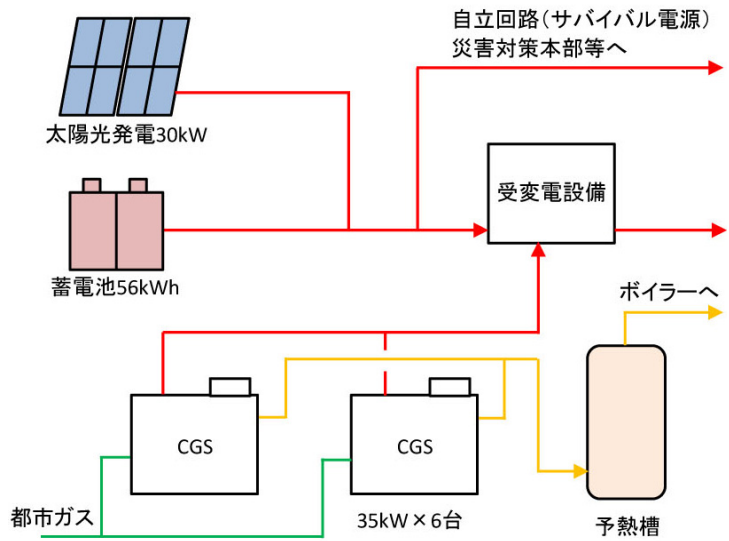 自立回路(サバイバル電源)
災害対策本部等へ
太陽光発電30kW
受変電設備
蓄電池56kWh
ボイラーへ
CGS
CGS
都市ガス
35kW×6台
予熱槽